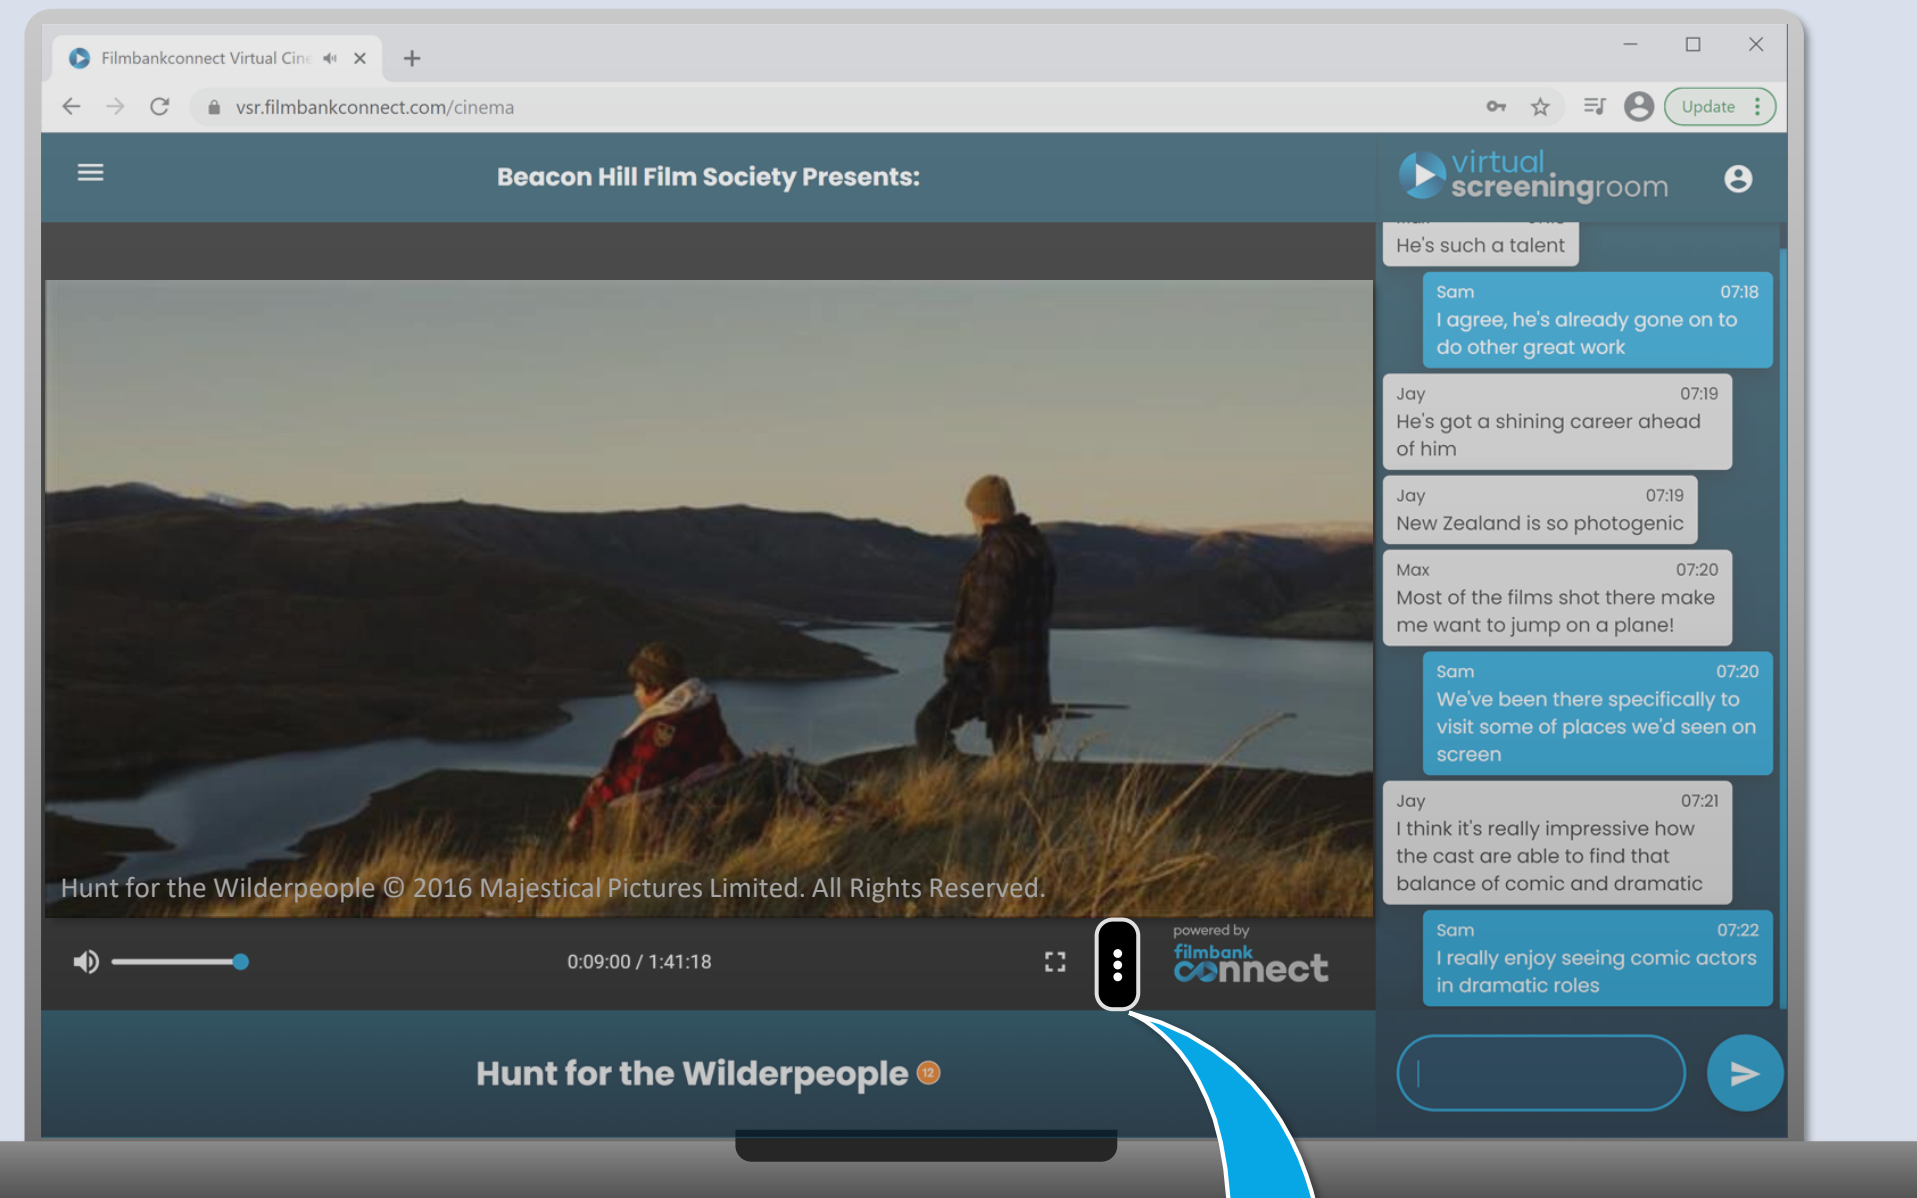 Filmbankconnect Virtual Cine
vsr.filmbankconnect.com/cinema
Update
Beacon Hill Film Society Presents:
virtual
screeningroom
He's such a talent
Sam 07:18
I agree, he's already gone on to
do other great work
Jay 07:19
He's got a shining career ahead
of him
Jay 07:19
New Zealand is so photogenic
Max 07:20
Most of the films shot there make
me want to jump on a plane!
Sam 07:20
We've been there specifically to
visit some of places we'd seen on
screen
Jay 07:21
I think it's really impressive how
the cast are able to find that
balance of comic and dramatic
Sam 07:22
I really enjoy seeing comic actors
in dramatic roles
Hunt for the Wilderpeople © 2016 Majestical Pictures Limited. All Rights Reserved.
0:09:00 / 1:41:18
powered by
filmbank
connect
Hunt for the Wilderpeople 12